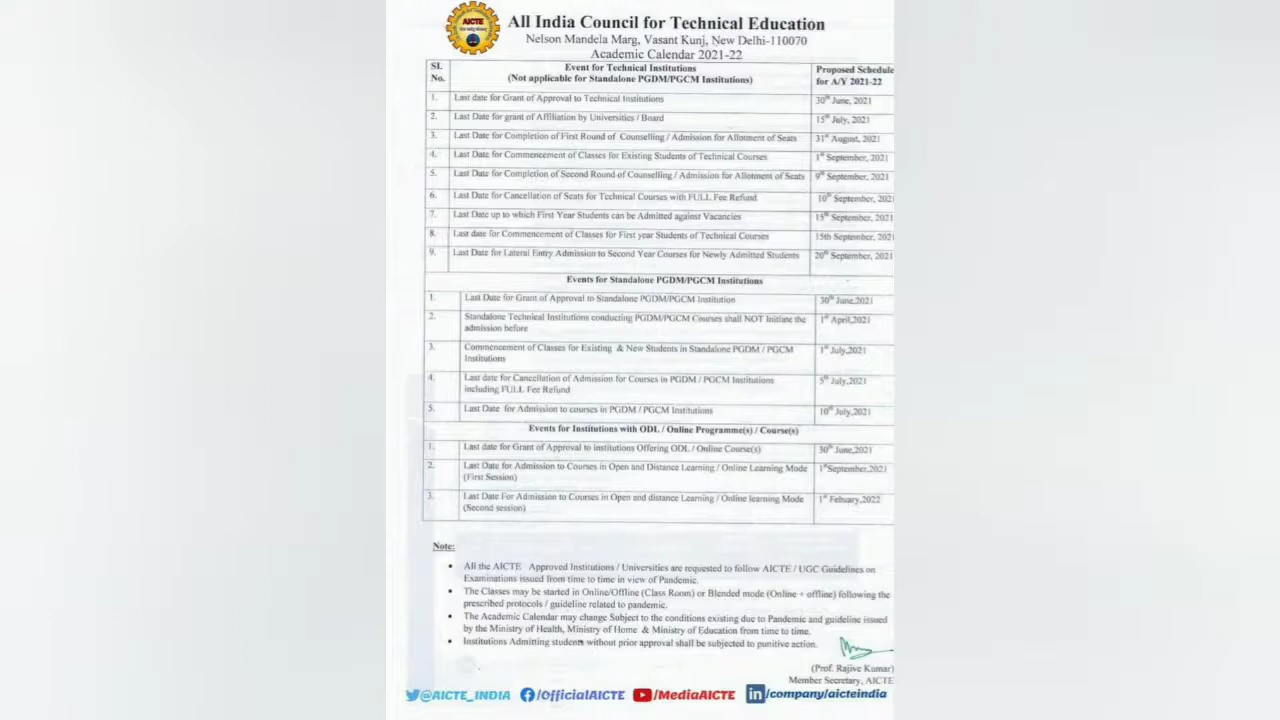 AICTE
All India Council for Technical Education
Nelson Mandela Marg, Vasant Kunj, New Delhi-110070
Academic Calendar 2021-22
Sl. No. Event for Technical Institutions (Not applicable for Standalone PGDM/PGCM Institutions) Proposed Schedule for A/Y 2021-22
1. Last date for Grant of Approval to Technical Institutions 30th June, 2021
2. Last Date for grant of Affiliation by Universities / Board 15th July, 2021
3. Last Date for Completion of First Round of Counselling / Admission for Allotment of Seats 31st August, 2021
4. Last Date for Commencement of Classes for Existing Students of Technical Courses 1st September, 2021
5. Last Date for Completion of Second Round of Counselling / Admission for Allotment of Seats 9th September, 2021
6. Last Date for Cancellation of Seats for Technical Courses with FULL Fee Refund 10th September, 202
7. Last Date up to which First Year Students can be Admitted against Vacancies 15th September, 2021
8. Last date for Commencement of Classes for First year Students of Technical Courses 15th September, 2021
9. Last Date for Lateral Entry Admission to Second Year Courses for Newly Admitted Students 20th September, 2021
Events for Standalone PGDM/PGCM Institutions
1. Last Date for Grant of Approval to Standalone PGDM/PGCM Institution 30th June,2021
2. Standalone Technical Institutions conducting PGDM/PGCM Courses shall NOT Initiate the 1st April,2021
admission before
3. Commencement of Classes for Existing & New Students in Standalone PGDM / PGCM 1st July,2021
Institutions
4. Last date for Cancellation of Admission for Courses in PGDM / PGCM Institutions 5th July,2021
including FULL Fee Refund
5. Last Date for Admission to courses in PGDM / PGCM Institutions 10th July,2021
Events for Institutions with ODL / Online Programme(s) / Course(s)
1. Last date for Grant of Approval to institutions Offering ODL / Online Course(s) 30th June,2021
2. Last Date for Admission to Courses in Open and Distance Learning / Online Learning Mode 1st September,2021
(First Session)
3. Last Date For Admission to Courses in Open and distance Learning / Online learning Mode 1st Febuary,2022
(Second session)
Note:
• All the AICTE Approved Institutions / Universities are requested to follow AICTE / UGC Guidelines on
Examinations issued from time to time in view of Pandemic.
• The Classes may be started in Online/Offline (Class Room) or Blended mode (Online + offline) following the
prescribed protocols / guideline related to pandemic.
• The Academic Calendar may change Subject to the conditions existing due to Pandemic and guideline issued
by the Ministry of Health, Ministry of Home & Ministry of Education from time to time.
• Institutions Admitting students without prior approval shall be subjected to punitive action.
(Prof. Rajive Kumar)
Member Secretary, AICTE
@AICTE_INDIA /OfficialAICTE /MediaAICTE in/company/aicteindia